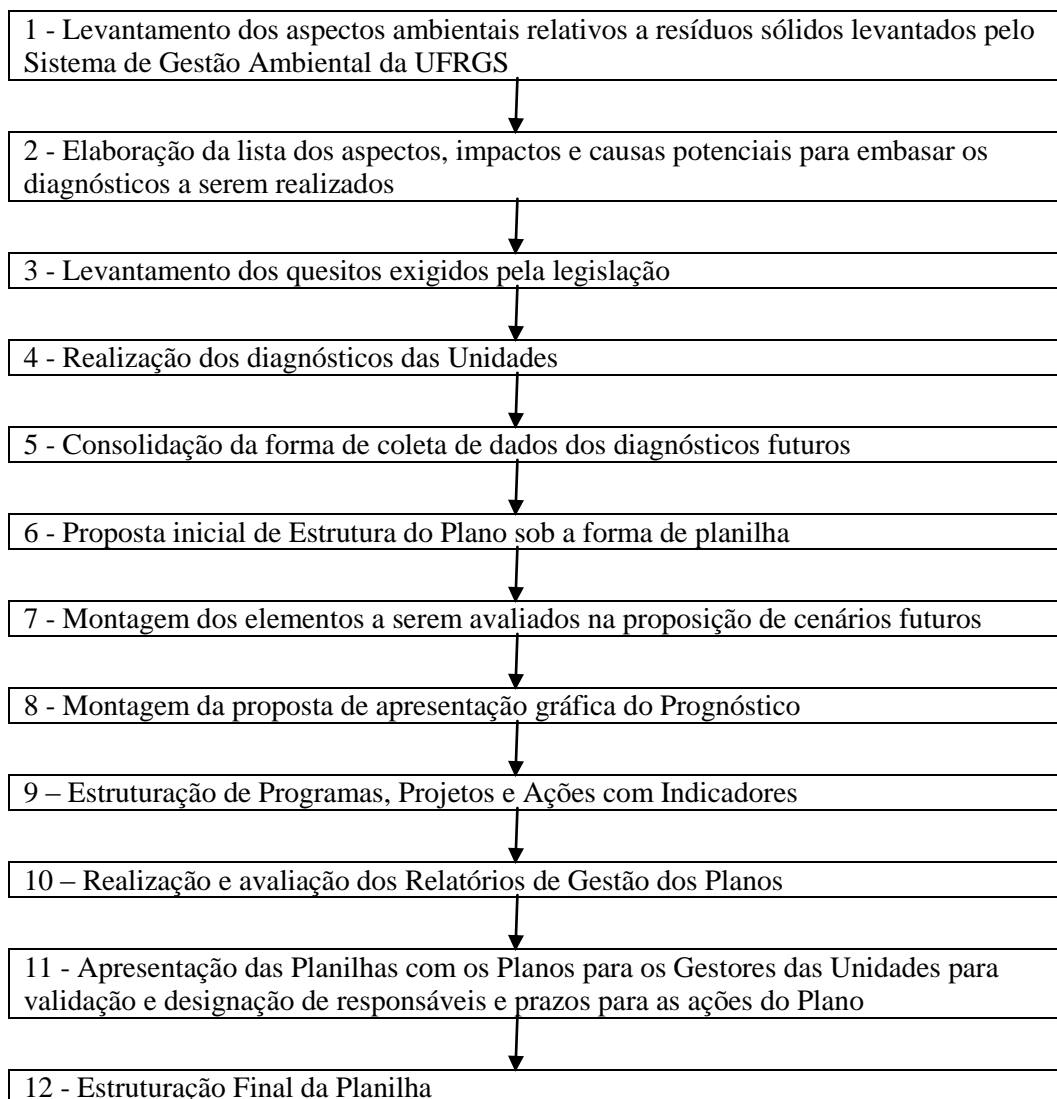 1 - Levantamento dos aspectos ambientais relativos a resíduos sólidos levantados pelo
Sistema de Gestão Ambiental da UFRGS
2 - Elaboração da lista dos aspectos, impactos e causas potenciais para embasar os
diagnósticos a serem realizados
3 - Levantamento dos quesitos exigidos pela legislação
4 - Realização dos diagnósticos das Unidades
5 - Consolidação da forma de coleta de dados dos diagnósticos futuros
6 - Proposta inicial de Estrutura do Plano sob a forma de planilha
7 - Montagem dos elementos a serem avaliados na proposição de cenários futuros
8 - Montagem da proposta de apresentação gráfica do Prognóstico
9 – Estruturação de Programas, Projetos e Ações com Indicadores
10 – Realização e avaliação dos Relatórios de Gestão dos Planos
11 - Apresentação das Planilhas com os Planos para os Gestores das Unidades para
validação e designação de responsáveis e prazos para as ações do Plano
12 - Estruturação Final da Planilha